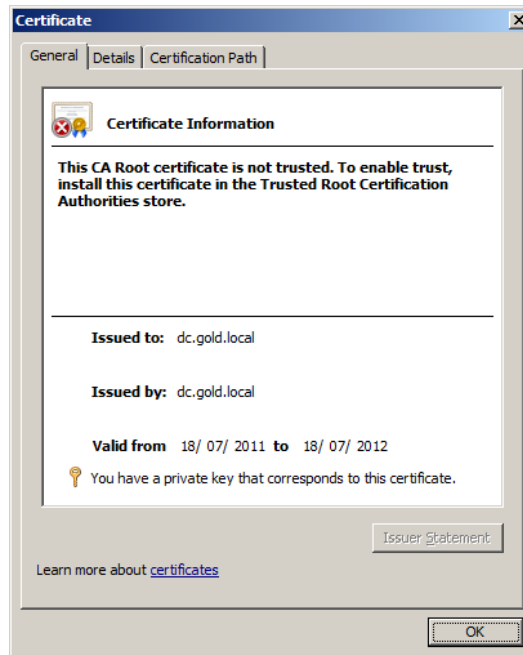 Certificate
General Details Certification Path
Certificate Information
This CA Root certificate is not trusted. To enable trust,
install this certificate in the Trusted Root Certification
Authorities store.
Issued to: dc.gold.local
Issued by: dc.gold.local
Valid from 18/ 07/ 2011 to 18/ 07/ 2012
You have a private key that corresponds to this certificate.
Issuer Statement
Learn more about certificates
OK